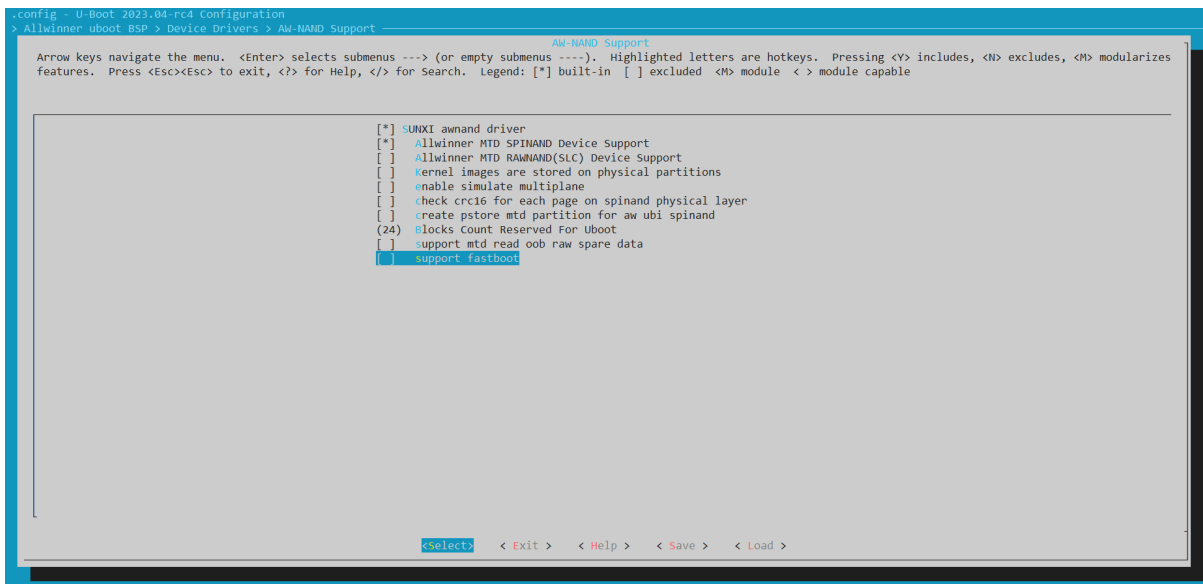 .config - U-Boot 2023.04-rc4 Configuration
> Allwinner uboot BSP > Device Drivers > AW-NAND Support
AW-NAND Support
Arrow keys navigate the menu. <Enter> selects submenus ---> (or empty submenus ----). Highlighted letters are hotkeys. Pressing <Y> includes, <N> excludes, <M> modularizes
features. Press <Esc><Esc> to exit, <?> for Help, </> for Search. Legend: [*] built-in [ ] excluded <M> module < > module capable
[*] SUNXI awnand driver
[*] Allwinner MTD SPINAND Device Support
[ ] Allwinner MTD RAWNAND(SLC) Device Support
[ ] Kernel images are stored on physical partitions
[ ] enable simulate multiplane
[ ] check crc16 for each page on spinand physical layer
[ ] create pstore mtd partition for aw ubi spinand
(24) Blocks Count Reserved For Uboot
[ ] support mtd read oob raw spare data
[ ] support fastboot
<Select> < Exit > < Help > < Save > < Load >